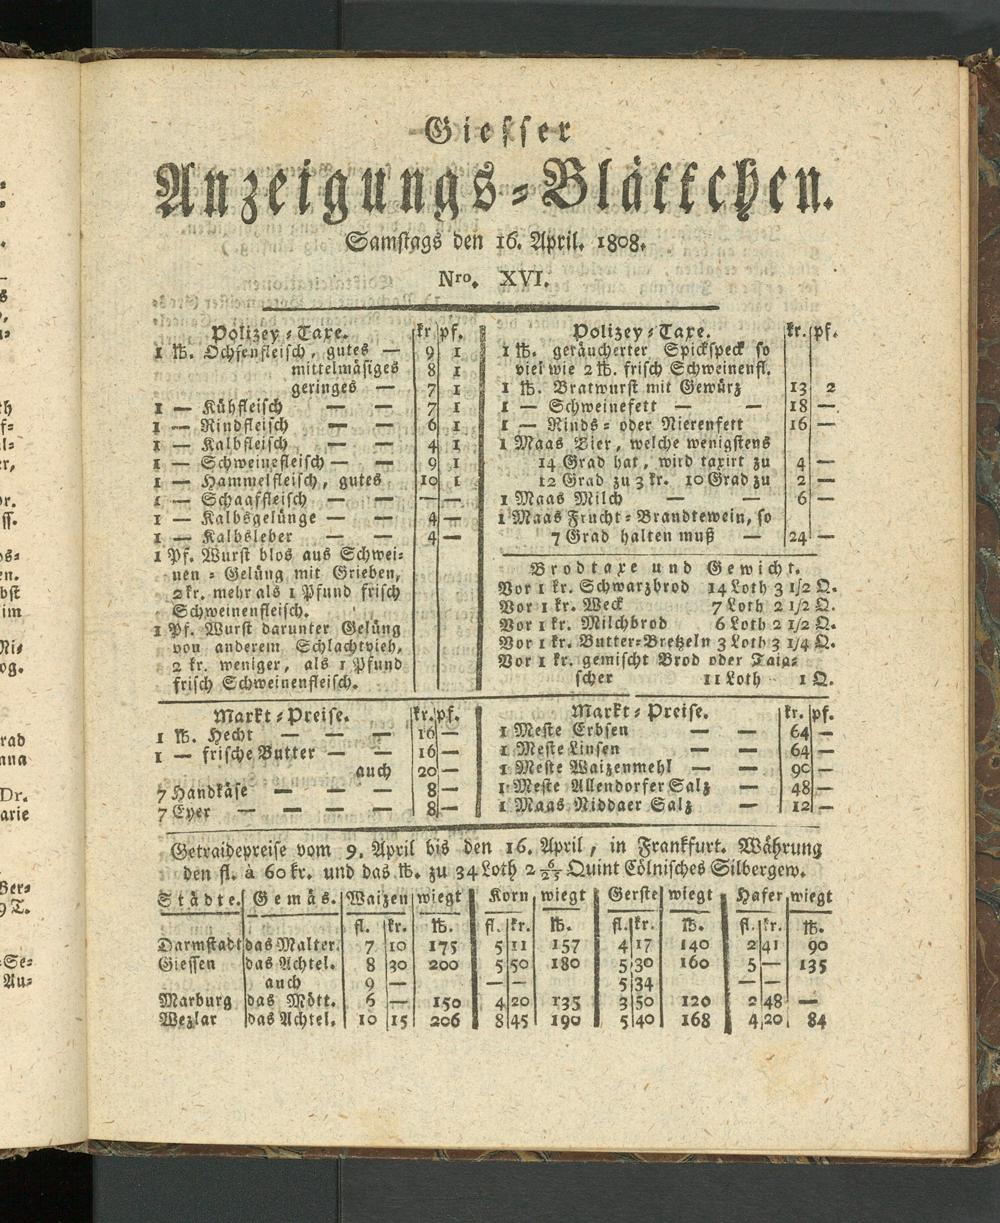 Giesser
Anzeigungs-Blättchen.
Samstags den 16. April. 1808.
Nro. XVI.
Polizey-Taxe. kr pf.
1 lb. Ochsenfleisch, gutes — 9 1
mittelmäsiges 8 1
geringes — 7 1
1 — Kühfleisch — — 7 1
1 — Rindfleisch — — 6 1
1 — Kalbfleisch — — 4 1
1 — Schweinefleisch — — 9 1
1 — Hammelfleisch, gutes 10 1
1 — Schaaffleisch — — — —
1 — Kalbsgelünge — — 4 —
1 — Kalbsleber — — 4 —
1 Pf. Wurst blos aus Schwei-
nen-Gelüng mit Grieben,
2 kr. mehr als 1 Pfund frisch
Schweinenfleisch.
1 Pf. Wurst darunter Gelüng
von anderem Schlachtvieh,
2 kr. weniger, als 1 Pfund
frisch Schweinenfleisch.
Polizey-Taxe. kr. pf.
1 lb. geräucherter Spickspeck so
viel wie 2 lb. frisch Schweinenfl.
1 lb. Bratwurst mit Gewürz 13 2
1 — Schweinefett — — 18 —
1 — Rinds- oder Nierenfett 16 —
1 Maas Bier, welche wenigstens
14 Grad hat, wird taxirt zu 4 —
12 Grad zu 3 kr. 10 Grad zu 2 —
1 Maas Milch — — 6 —
1 Maas Frucht-Brandtewein, so
7 Grad halten muß — 24 —
Brodtaxe und Gewicht.
Vor 1 kr. Schwarzbrod 14 Loth 3 1/2 Q.
Vor 1 kr. Weck 7 Loth 2 1/2 Q.
Vor 1 kr. Milchbrod 6 Loth 2 1/2 Q.
Vor 1 kr. Butter-Bretzeln 3 Loth 3 1/4 Q.
Vor 1 kr. gemischt Brod oder Taia-
scher 11 Loth 1 Q.
Markt-Preise. kr. pf.
1 lb. Hecht — — — 16 —
1 — frische Butter — — 16 —
auch 20 —
7 Handkäse — — — 8 —
7 Eyer — — — — 8 —
Markt-Preise. kr. pf.
1 Meste Erbsen — — 64 —
1 Meste Linsen — — 64 —
1 Meste Waizenmehl — — 90 —
1 Meste Allendorfer Salz — 48 —
1 Maas Niddaer Salz — 12 —
Getraidepreise vom 9. April bis den 16. April, in Frankfurt. Währung
den fl. à 60 kr. und das lb. zu 34 Loth 2 6/25 Quint Cölnisches Silbergew.
Städte. Gemäs. Waizen wiegt Korn wiegt Gerste wiegt Hafer wiegt
fl. kr. lb. fl. kr. lb. fl. kr. lb. fl. kr. lb.
Darmstadt das Malter. 7 10 175 5 11 157 4 17 140 2 41 90
Giessen das Achtel. 8 30 200 5 50 180 5 30 160 5 — 135
auch 9 — — — 5 34 — —
Marburg das Mött. 6 — 150 4 20 135 3 50 120 2 48 —
Wezlar das Achtel. 10 15 206 8 45 190 5 40 168 4 20 84